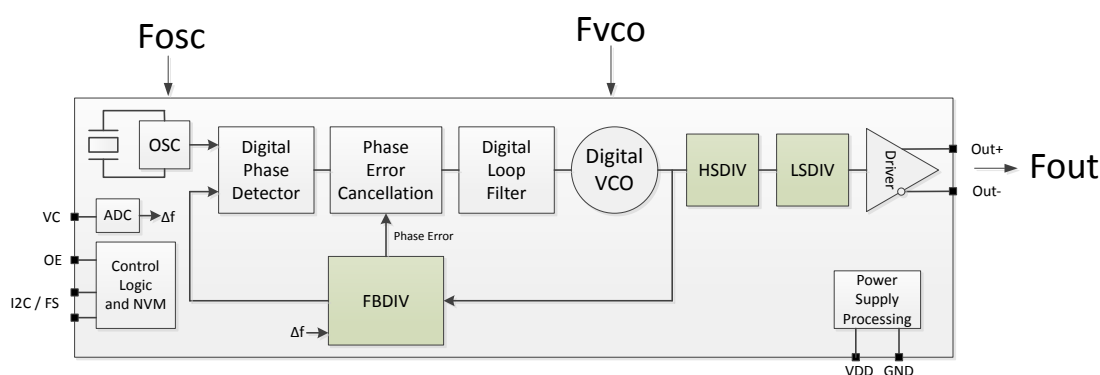 Fosc
Fvco
OSC
Digital
Phase
Detector
Phase
Error
Cancellation
Digital
Loop
Filter
Digital
VCO
HSDIV
LSDIV
Driver
Out+
Out-
Fout
VC
ADC
Δf
Phase Error
OE
I2C / FS
Control
Logic
and NVM
FBDIV
Δf
Power
Supply
Processing
VDD
GND